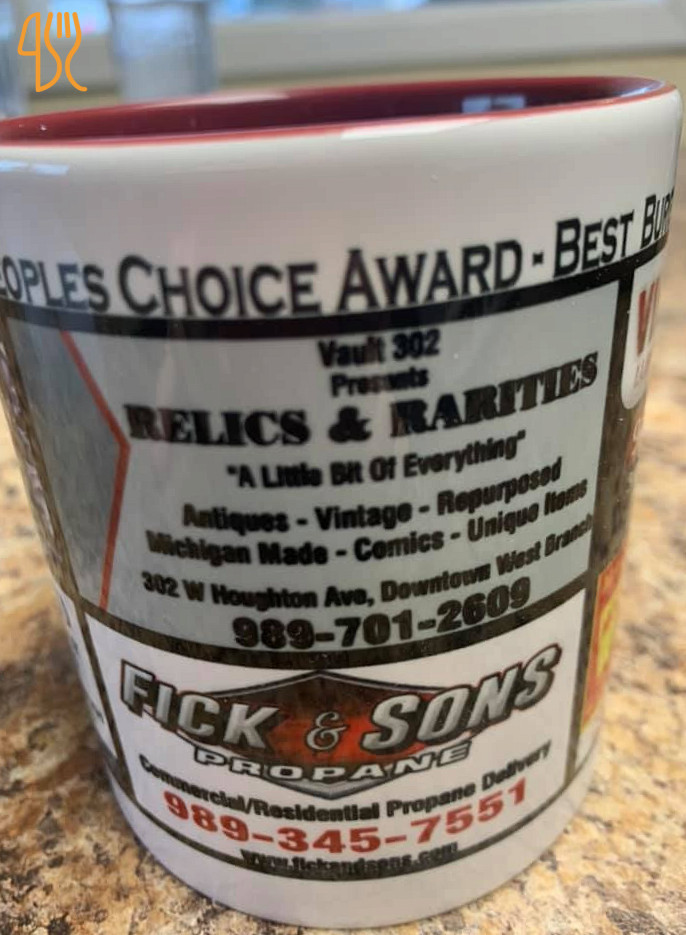 OPLES CHOICE AWARD - BEST BU
Vault 302
Presents
RELICS & RARITIES
"A Little Bit Of Everything"
Antiques - Vintage - Repurposed
Michigan Made - Comics - Unique Items
302 W Houghton Ave, Downtown West Branch
989-701-2609
FICK & SONS
PROPANE
Commercial/Residential Propane Delivery
989-345-7551
www.fickandsons.com